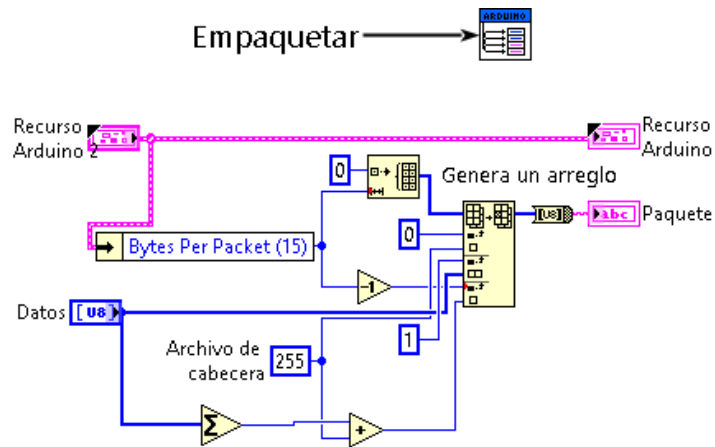 Empaquetar
ARDUINO
Recurso
Arduino 2
Recurso
Arduino
0
Genera un arreglo
[U8]
abc
Paquete
0
Bytes Per Packet (15)
-1
Datos
[U8]
1
Archivo de
cabecera
255
Σ
+